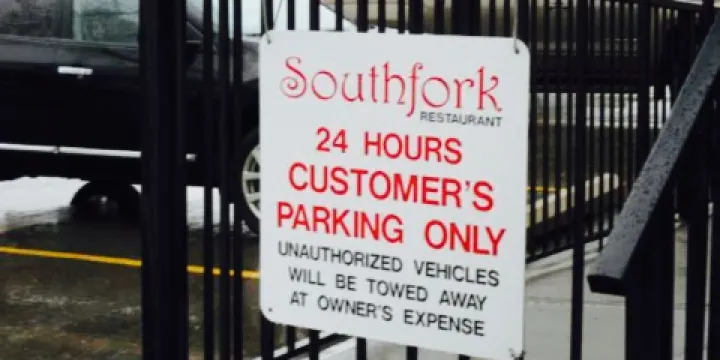 Southfork
RESTAURANT
24 HOURS
CUSTOMER'S
PARKING ONLY
UNAUTHORIZED VEHICLES
WILL BE TOWED AWAY
AT OWNER'S EXPENSE